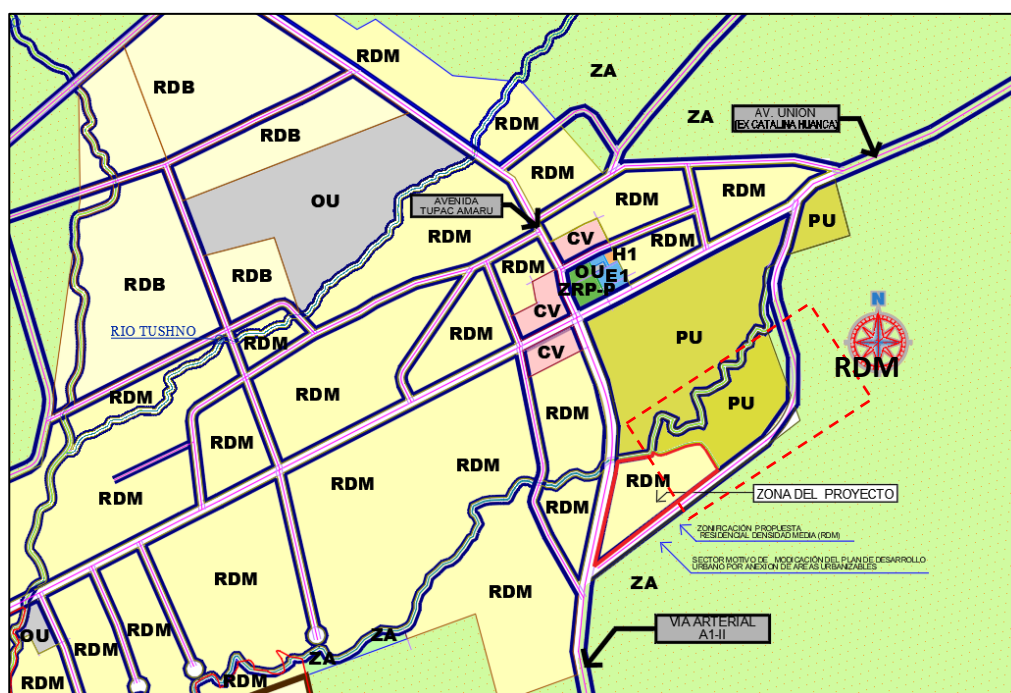 RDM
ZA
RDB
ZA
AV. UNION
(EX CATALINA HUANCA)
RDM
RDB
OU
RDM
RDM
RDM
AVENIDA
TUPAC AMARU
RDM
CV
RDM
H1
PU
RDB
RDM
OU
E1
ZRP-P
N
CV
RIO TUSHNO
RDM
RDM
PU
CV
RDM
RDM
RDM
PU
RDM
RDM
RDM
RDM
RDM
RDM
RDM
ZONA DEL PROYECTO
RDM
ZONIFICACIÓN PROPUESTA
RESIDENCIAL DENSIDAD MEDIA (RDM)
SECTOR MOTIVO DE MODICACIÓN DEL PLAN DE DESARROLLO
URBANO POR ANEXION DE AREAS URBANIZABLES
RDM
ZA
RDM
OU
RDM
RDM
ZA
VIA ARTERIAL
A1-II
ZA
RDM
RDM